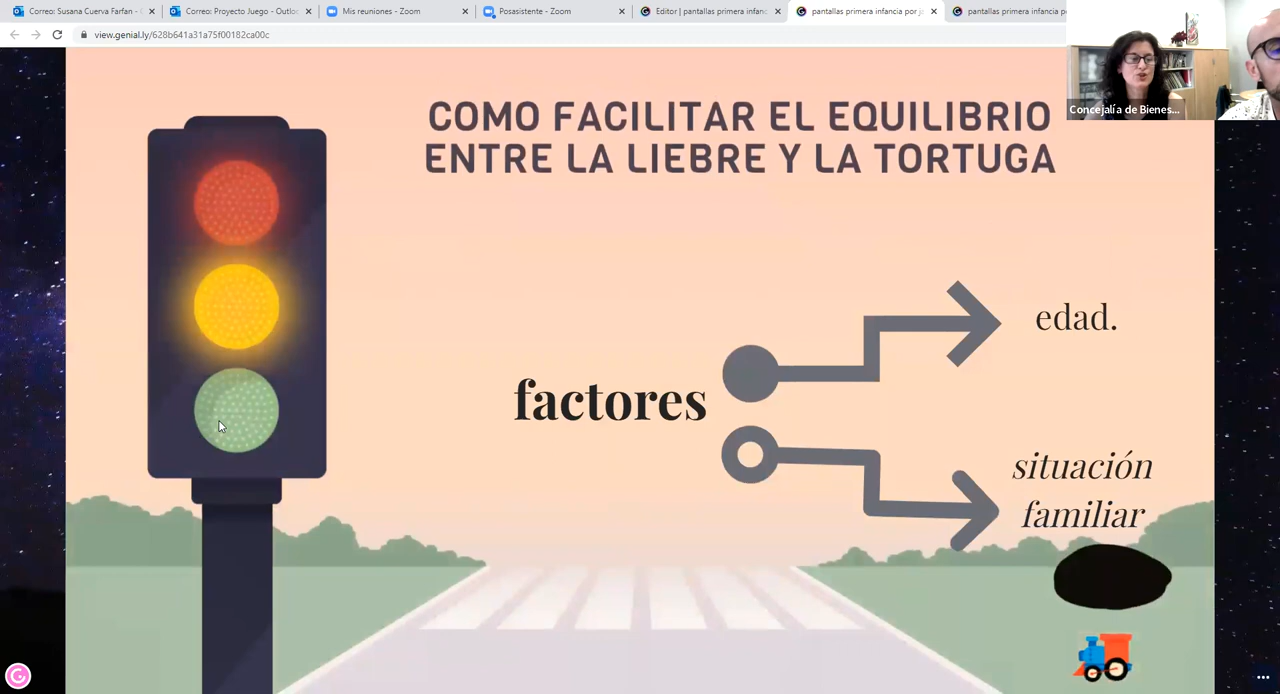 Correo: Susana Cuerva Farfan - 
Correo: Proyecto Juego - Outlo
Mis reuniones - Zoom
Posasistente - Zoom
Editor | pantallas primera infanc
pantallas primera infancia por j
pantallas primera infancia p
view.genial.ly/628b641a31a75f00182ca00c
Concejalía de Bienes...
COMO FACILITAR EL EQUILIBRIO
ENTRE LA LIEBRE Y LA TORTUGA
edad.
factores
situación
familiar